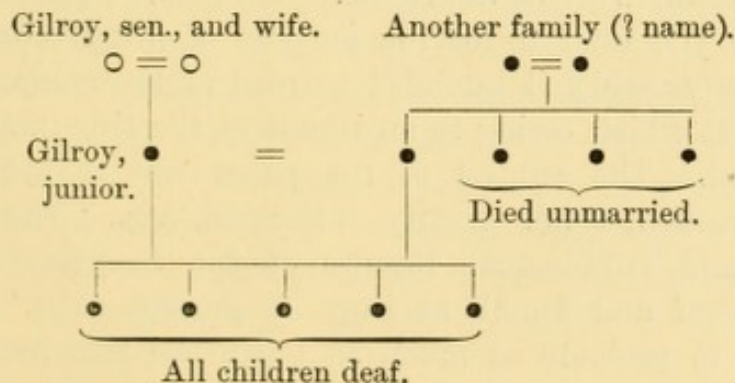 Gilroy, sen., and wife.
Another family (? name).
Gilroy,
junior.
Died unmarried.
All children deaf.